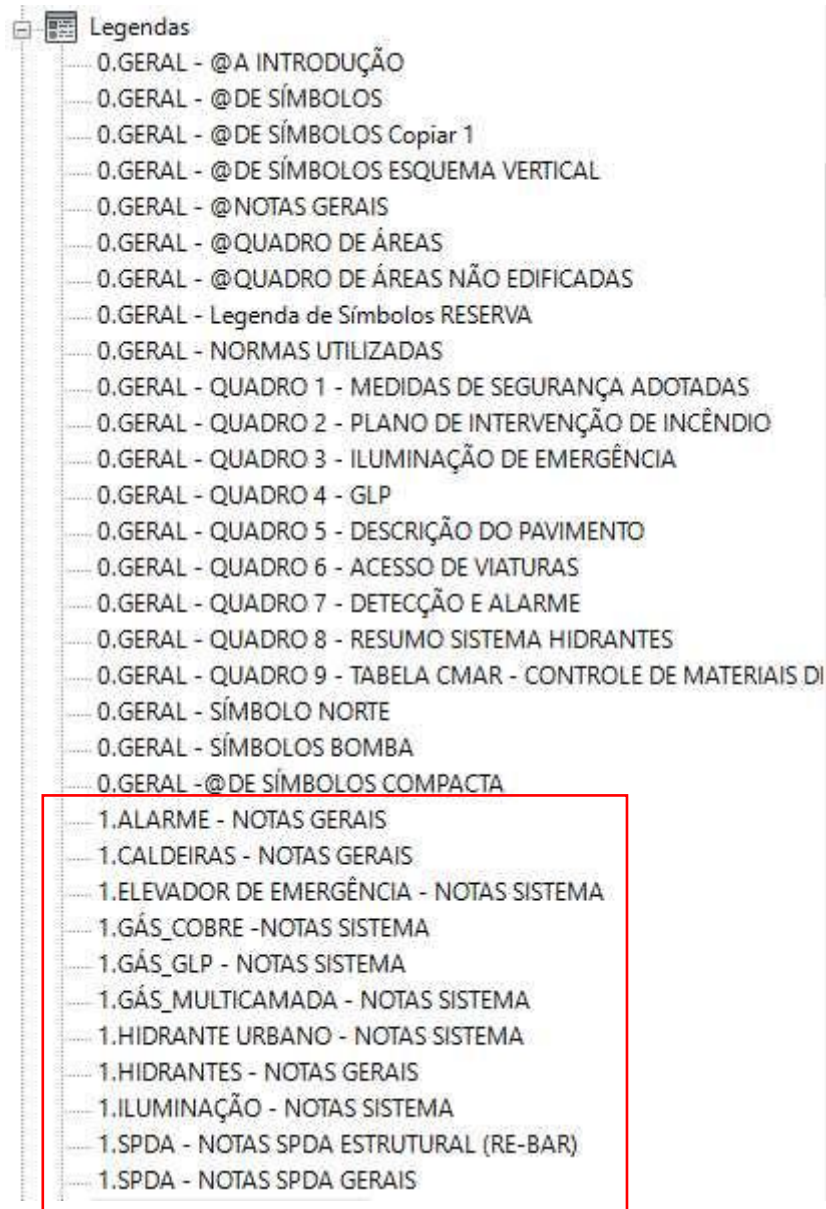 Legendas
0.GERAL - @A INTRODUÇÃO
0.GERAL - @DE SÍMBOLOS
0.GERAL - @DE SÍMBOLOS Copiar 1
0.GERAL - @DE SÍMBOLOS ESQUEMA VERTICAL
0.GERAL - @NOTAS GERAIS
0.GERAL - @QUADRO DE ÁREAS
0.GERAL - @QUADRO DE ÁREAS NÃO EDIFICADAS
0.GERAL - Legenda de Símbolos RESERVA
0.GERAL - NORMAS UTILIZADAS
0.GERAL - QUADRO 1 - MEDIDAS DE SEGURANÇA ADOTADAS
0.GERAL - QUADRO 2 - PLANO DE INTERVENÇÃO DE INCÊNDIO
0.GERAL - QUADRO 3 - ILUMINAÇÃO DE EMERGÊNCIA
0.GERAL - QUADRO 4 - GLP
0.GERAL - QUADRO 5 - DESCRIÇÃO DO PAVIMENTO
0.GERAL - QUADRO 6 - ACESSO DE VIATURAS
0.GERAL - QUADRO 7 - DETECÇÃO E ALARME
0.GERAL - QUADRO 8 - RESUMO SISTEMA HIDRANTES
0.GERAL - QUADRO 9 - TABELA CMAR - CONTROLE DE MATERIAIS DI
0.GERAL - SÍMBOLO NORTE
0.GERAL - SÍMBOLOS BOMBA
0.GERAL -@DE SÍMBOLOS COMPACTA
1.ALARME - NOTAS GERAIS
1.CALDEIRAS - NOTAS GERAIS
1.ELEVADOR DE EMERGÊNCIA - NOTAS SISTEMA
1.GÁS_COBRE -NOTAS SISTEMA
1.GÁS_GLP - NOTAS SISTEMA
1.GÁS_MULTICAMADA - NOTAS SISTEMA
1.HIDRANTE URBANO - NOTAS SISTEMA
1.HIDRANTES - NOTAS GERAIS
1.ILUMINAÇÃO - NOTAS SISTEMA
1.SPDA - NOTAS SPDA ESTRUTURAL (RE-BAR)
1.SPDA - NOTAS SPDA GERAIS